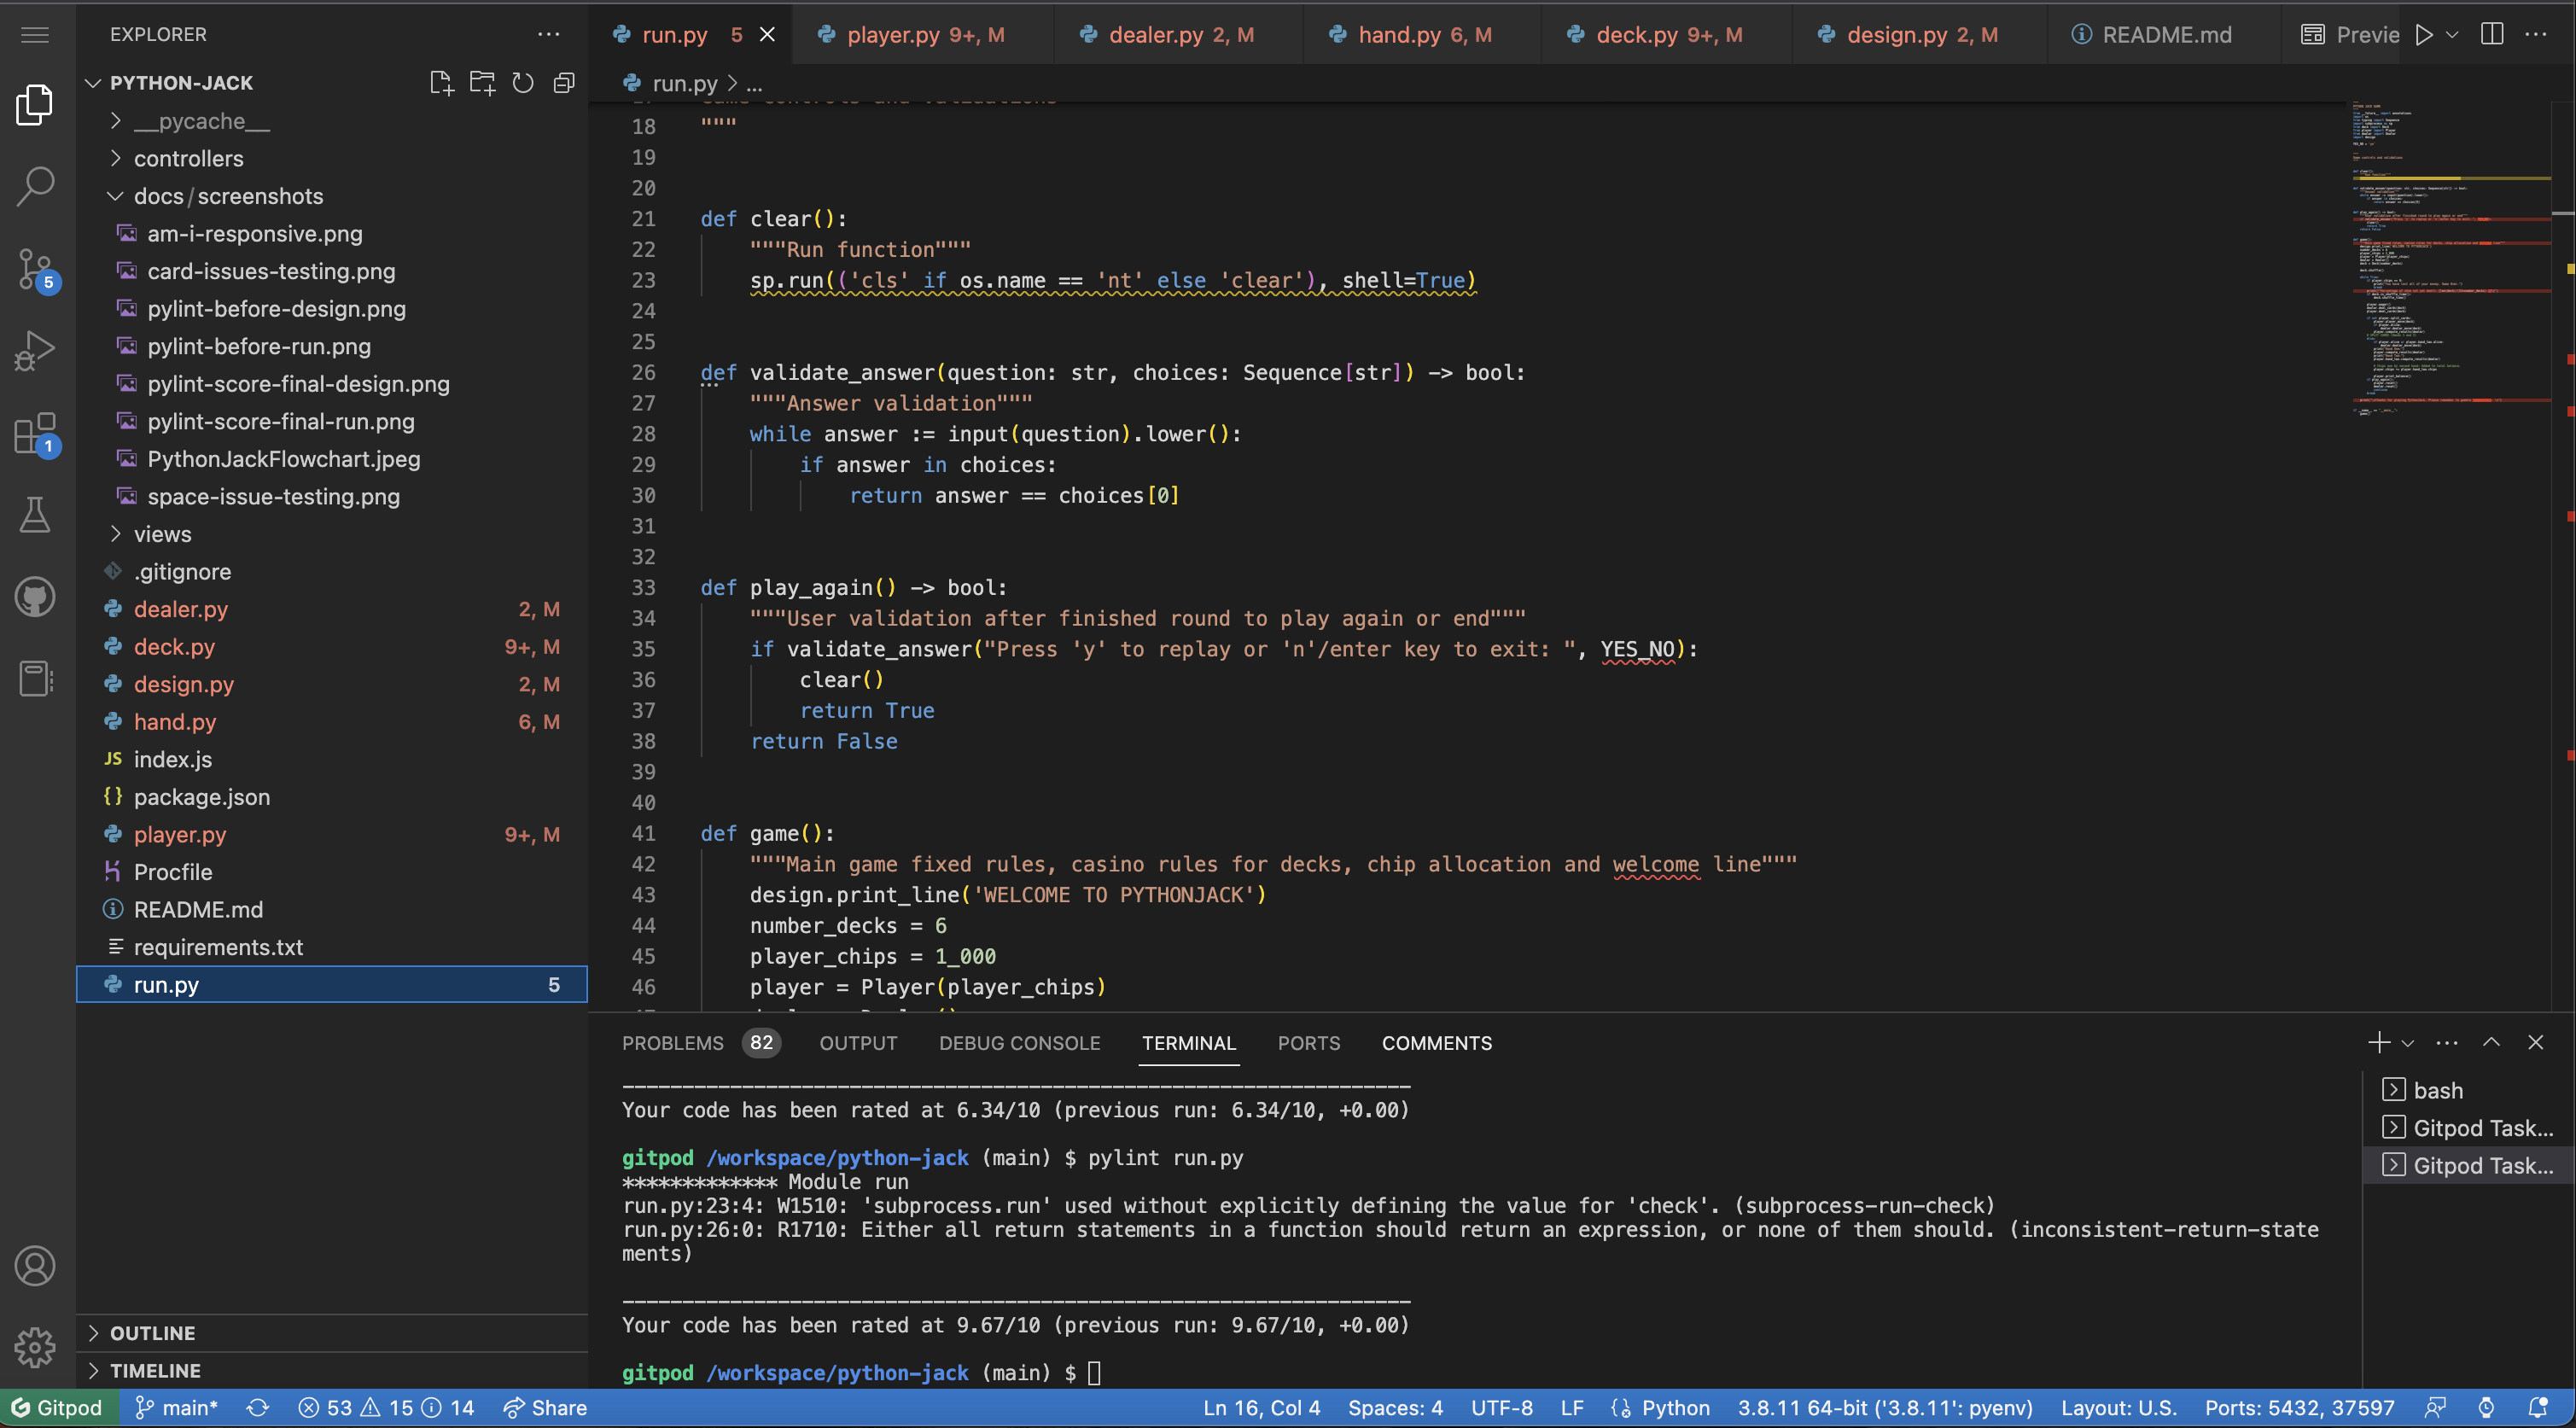 EXPLORER
PYTHON-JACK
__pycache__
controllers
docs/screenshots
am-i-responsive.png
card-issues-testing.png
pylint-before-design.png
pylint-before-run.png
pylint-score-final-design.png
pylint-score-final-run.png
PythonJackFlowchart.jpeg
space-issue-testing.png
views
.gitignore
dealer.py 2, M
deck.py 9+, M
design.py 2, M
hand.py 6, M
JS index.js
{} package.json
player.py 9+, M
Procfile
README.md
requirements.txt
run.py 5
OUTLINE
TIMELINE
5
1
run.py 5 player.py 9+, M dealer.py 2, M hand.py 6, M deck.py 9+, M design.py 2, M README.md Previe
run.py > ...
18 """
19
20
21 def clear():
22 """Run function"""
23 sp.run(('cls' if os.name == 'nt' else 'clear'), shell=True)
24
25
26 def validate_answer(question: str, choices: Sequence[str]) -> bool:
27 """Answer validation"""
28 while answer := input(question).lower():
29 if answer in choices:
30 return answer == choices[0]
31
32
33 def play_again() -> bool:
34 """User validation after finished round to play again or end"""
35 if validate_answer("Press 'y' to replay or 'n'/enter key to exit: ", YES_NO):
36 clear()
37 return True
38 return False
39
40
41 def game():
42 """Main game fixed rules, casino rules for decks, chip allocation and welcome line"""
43 design.print_line('WELCOME TO PYTHONJACK')
44 number_decks = 6
45 player_chips = 1_000
46 player = Player(player_chips)
PROBLEMS 82 OUTPUT DEBUG CONSOLE TERMINAL PORTS COMMENTS
------------------------------------------------------------------
Your code has been rated at 6.34/10 (previous run: 6.34/10, +0.00)
gitpod /workspace/python-jack (main) $ pylint run.py
************* Module run
run.py:23:4: W1510: 'subprocess.run' used without explicitly defining the value for 'check'. (subprocess-run-check)
run.py:26:0: R1710: Either all return statements in a function should return an expression, or none of them should. (inconsistent-return-state
ments)
------------------------------------------------------------------
Your code has been rated at 9.67/10 (previous run: 9.67/10, +0.00)
gitpod /workspace/python-jack (main) $
bash
Gitpod Task...
Gitpod Task...
Gitpod main* 53 15 14 Share Ln 16, Col 4 Spaces: 4 UTF-8 LF Python 3.8.11 64-bit ('3.8.11': pyenv) Layout: U.S. Ports: 5432, 37597